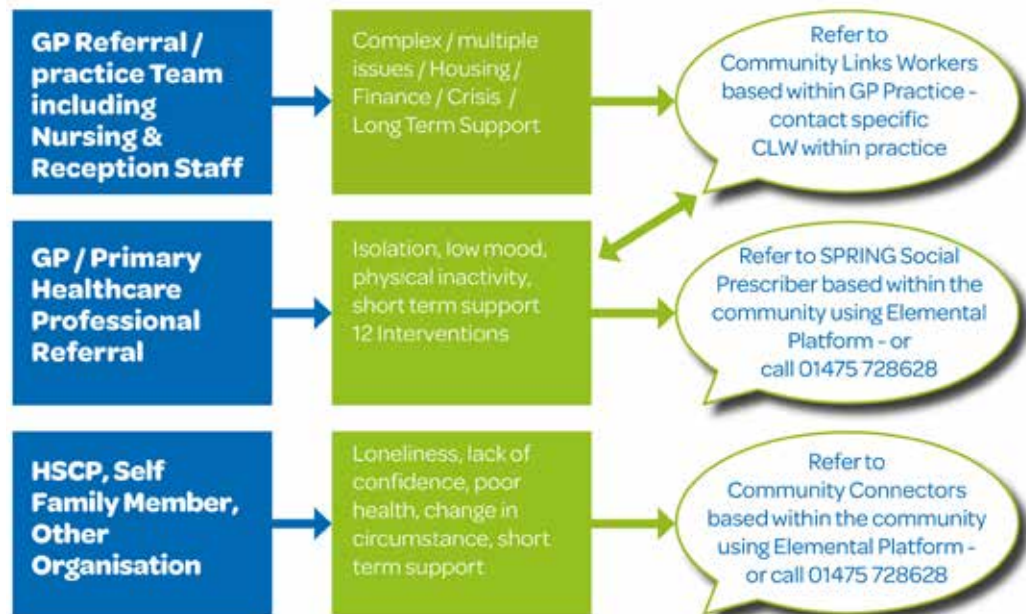 GP Referral /
practice Team
including
Nursing &
Reception Staff
Complex / multiple
issues / Housing /
Finance / Crisis /
Long Term Support
Refer to
Community Links Workers
based within GP Practice -
contact specific
CLW within practice
GP / Primary
Healthcare
Professional
Referral
Isolation, low mood,
physical inactivity,
short term support
12 Interventions
Refer to SPRING Social
Prescriber based within the
community using Elemental
Platform - or
call 01475 728628
HSCP, Self
Family Member,
Other
Organisation
Loneliness, lack of
confidence, poor
health, change in
circumstance, short
term support
Refer to
Community Connectors
based within the community
using Elemental Platform -
or call 01475 728628